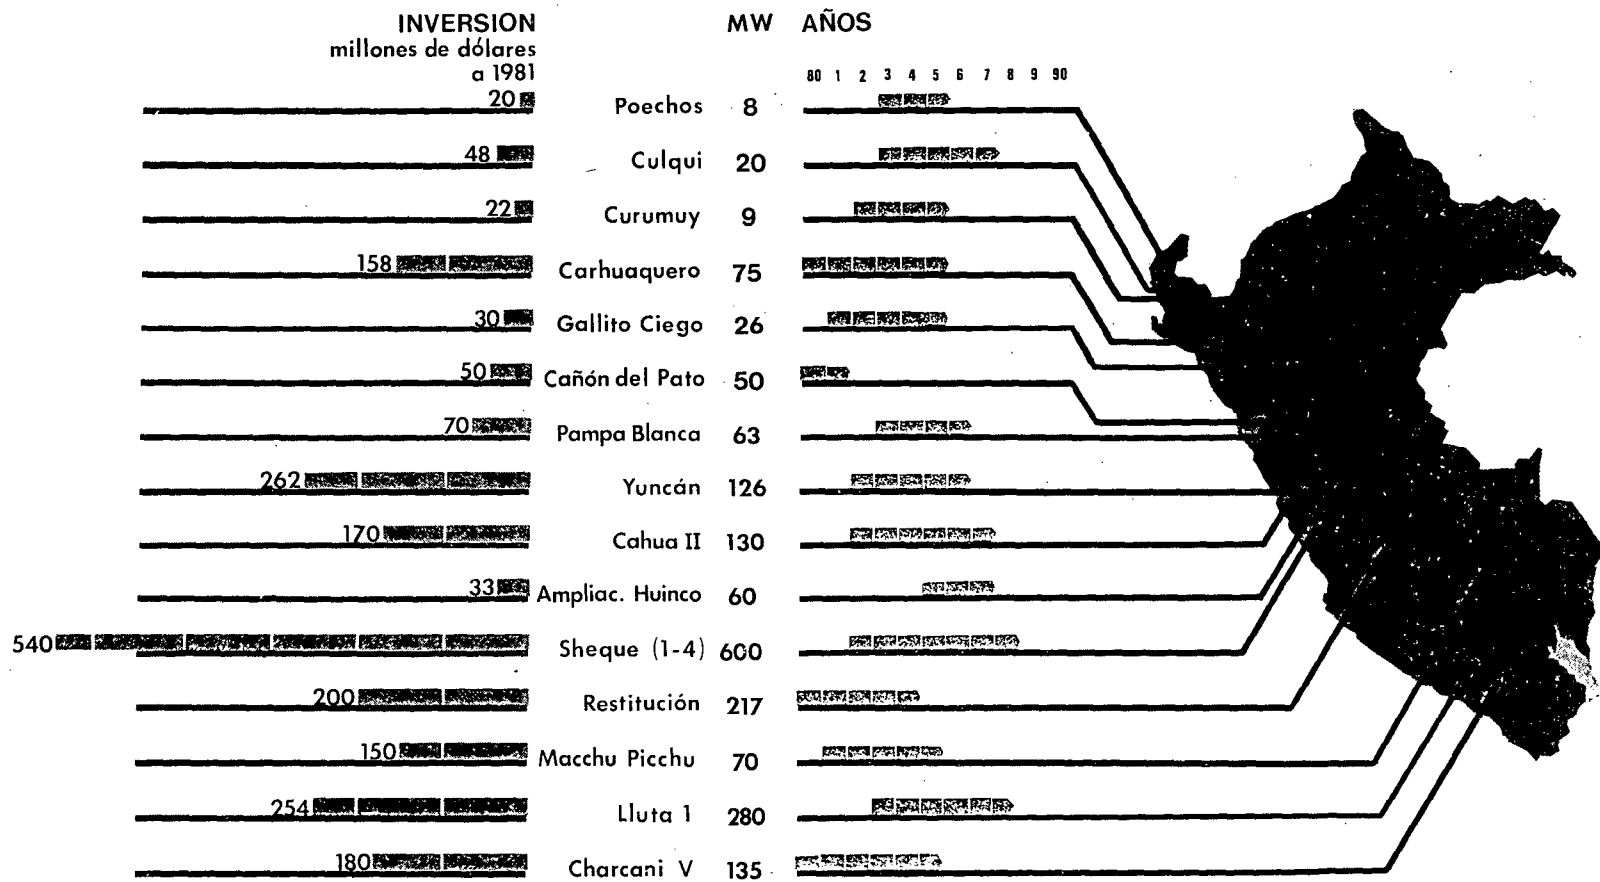 INVERSION MW AÑOS
millones de dólares
a 1981 80 1 2 3 4 5 6 7 8 9 90
20 Poechos 8
48 Culqui 20
22 Curumuy 9
158 Carhuaquero 75
30 Gallito Ciego 26
50 Cañón del Pato 50
70 Pampa Blanca 63
262 Yuncán 126
170 Cahua II 130
33 Ampliac. Huinco 60
540 Sheque (1-4) 600
200 Restitución 217
150 Macchu Picchu 70
254 Lluta 1 280
180 Charcani V 135